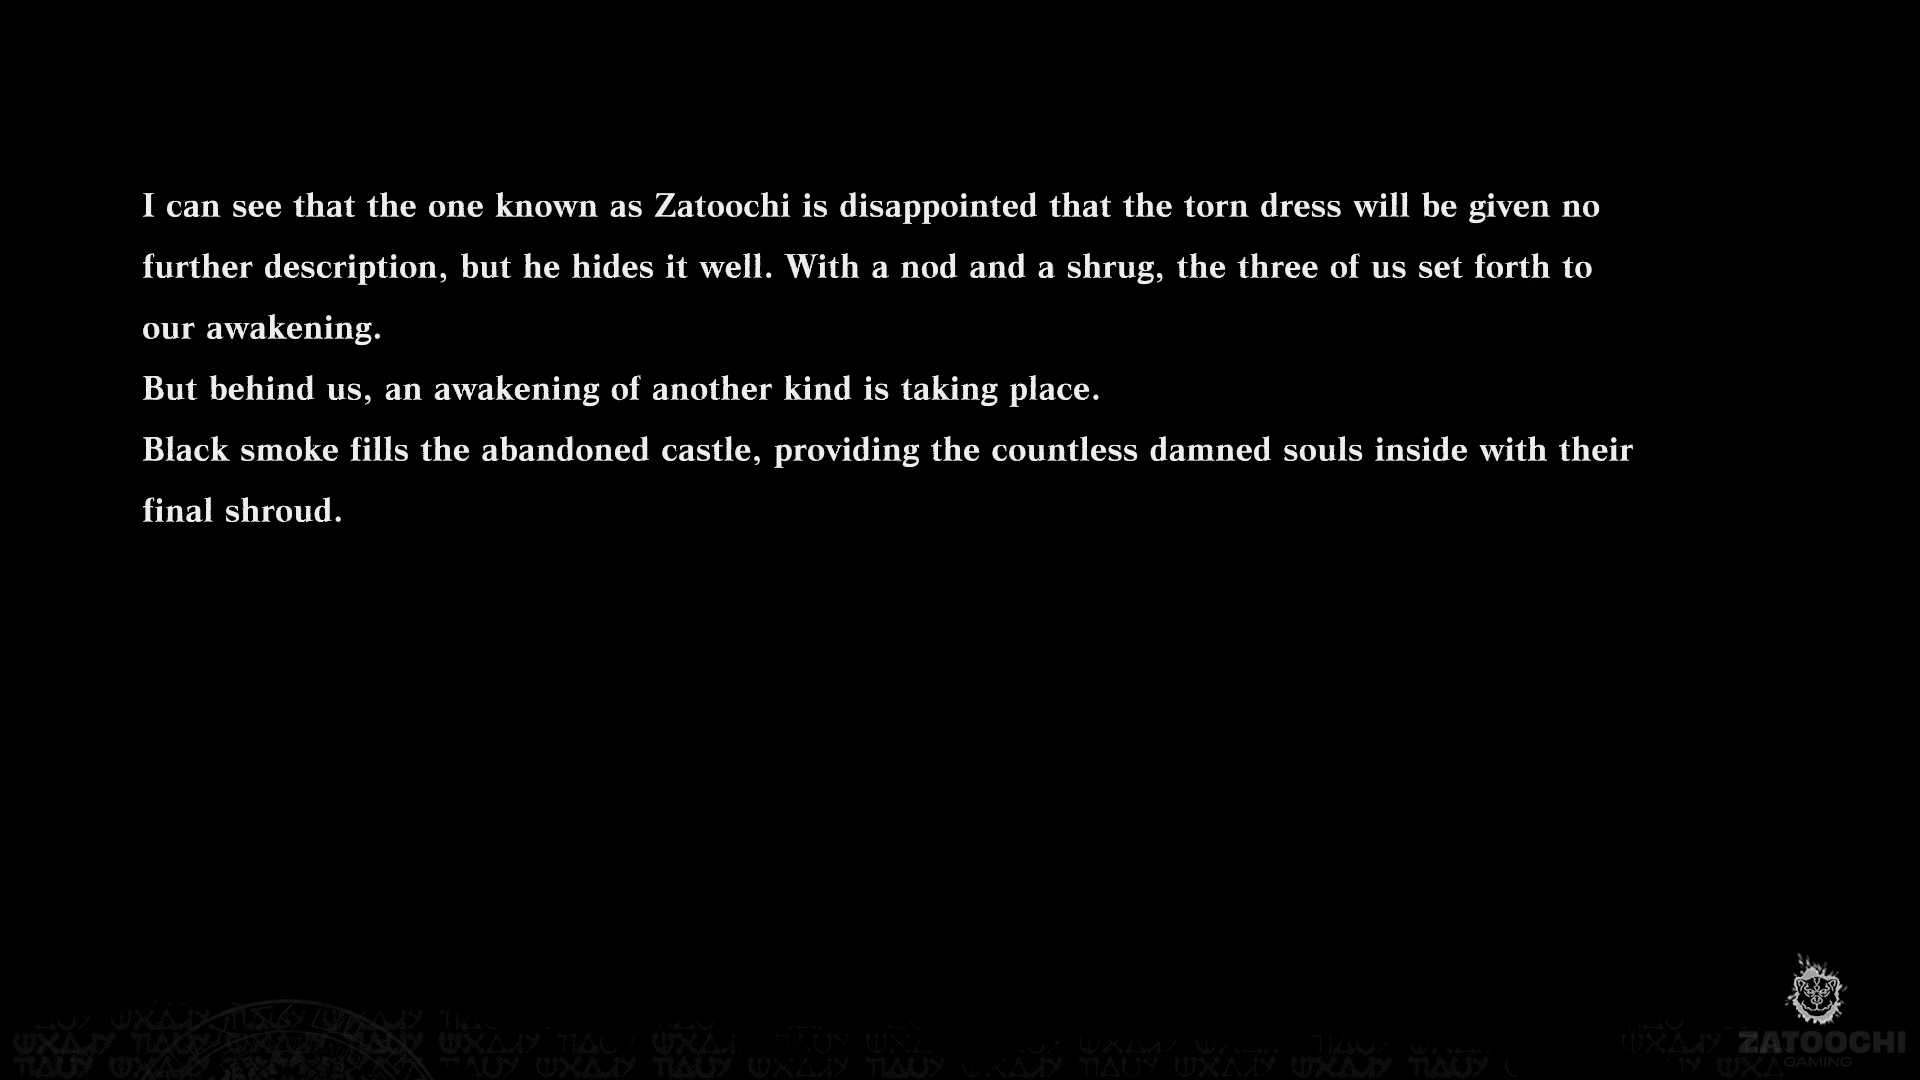 I can see that the one known as Zatoochi is disappointed that the torn dress will be given no
further description, but he hides it well. With a nod and a shrug, the three of us set forth to
our awakening.
But behind us, an awakening of another kind is taking place.
Black smoke fills the abandoned castle, providing the countless damned souls inside with their
final shroud.
ZATOOCHI
GAMING